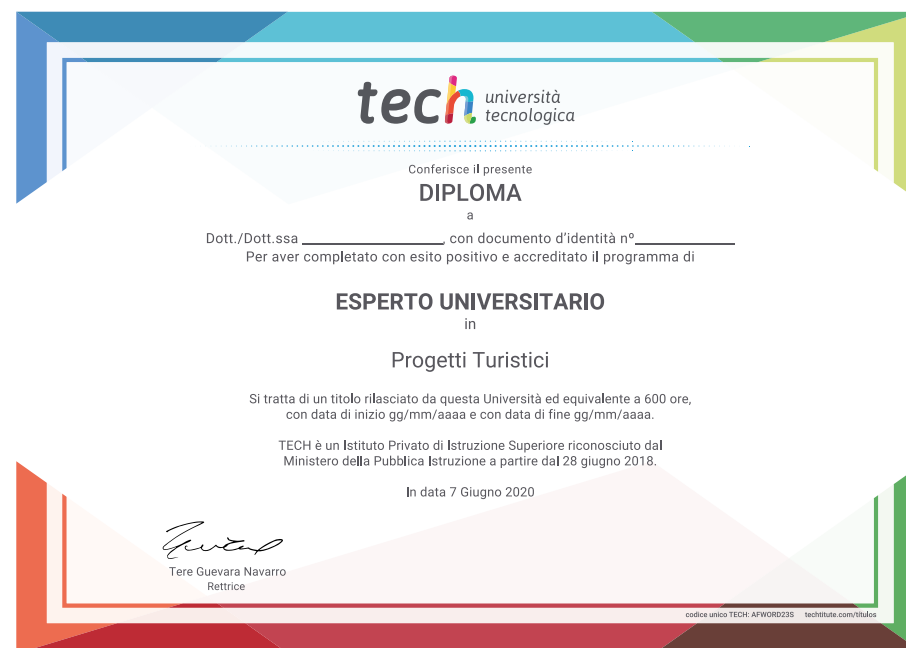 tech università
tecnologica
Conferisce il presente
DIPLOMA
a
Dott./Dott.ssa ____________________, con documento d'identità nº______________
Per aver completato con esito positivo e accreditato il programma di
ESPERTO UNIVERSITARIO
in
Progetti Turistici
Si tratta di un titolo rilasciato da questa Università ed equivalente a 600 ore,
con data di inizio gg/mm/aaaa e con data di fine gg/mm/aaaa.
TECH è un Istituto Privato di Istruzione Superiore riconosciuto dal
Ministero della Pubblica Istruzione a partire dal 28 giugno 2018.
In data 7 Giugno 2020
Tere Guevara Navarro
Rettrice
codice unico TECH: AFWORD23S techtitute.com/titulos